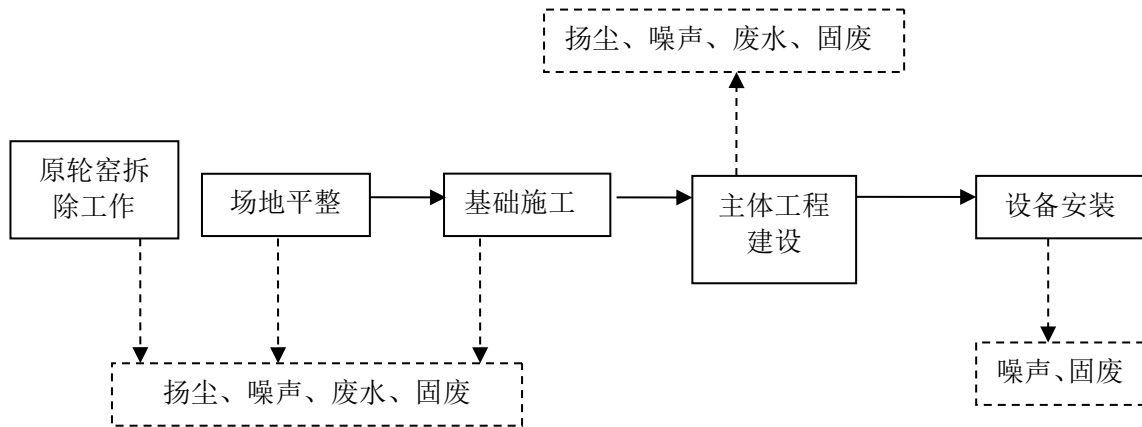 扬尘、噪声、废水、固废
原轮窑拆
除工作
场地平整
基础施工
主体工程
建设
设备安装
扬尘、噪声、废水、固废
噪声、固废